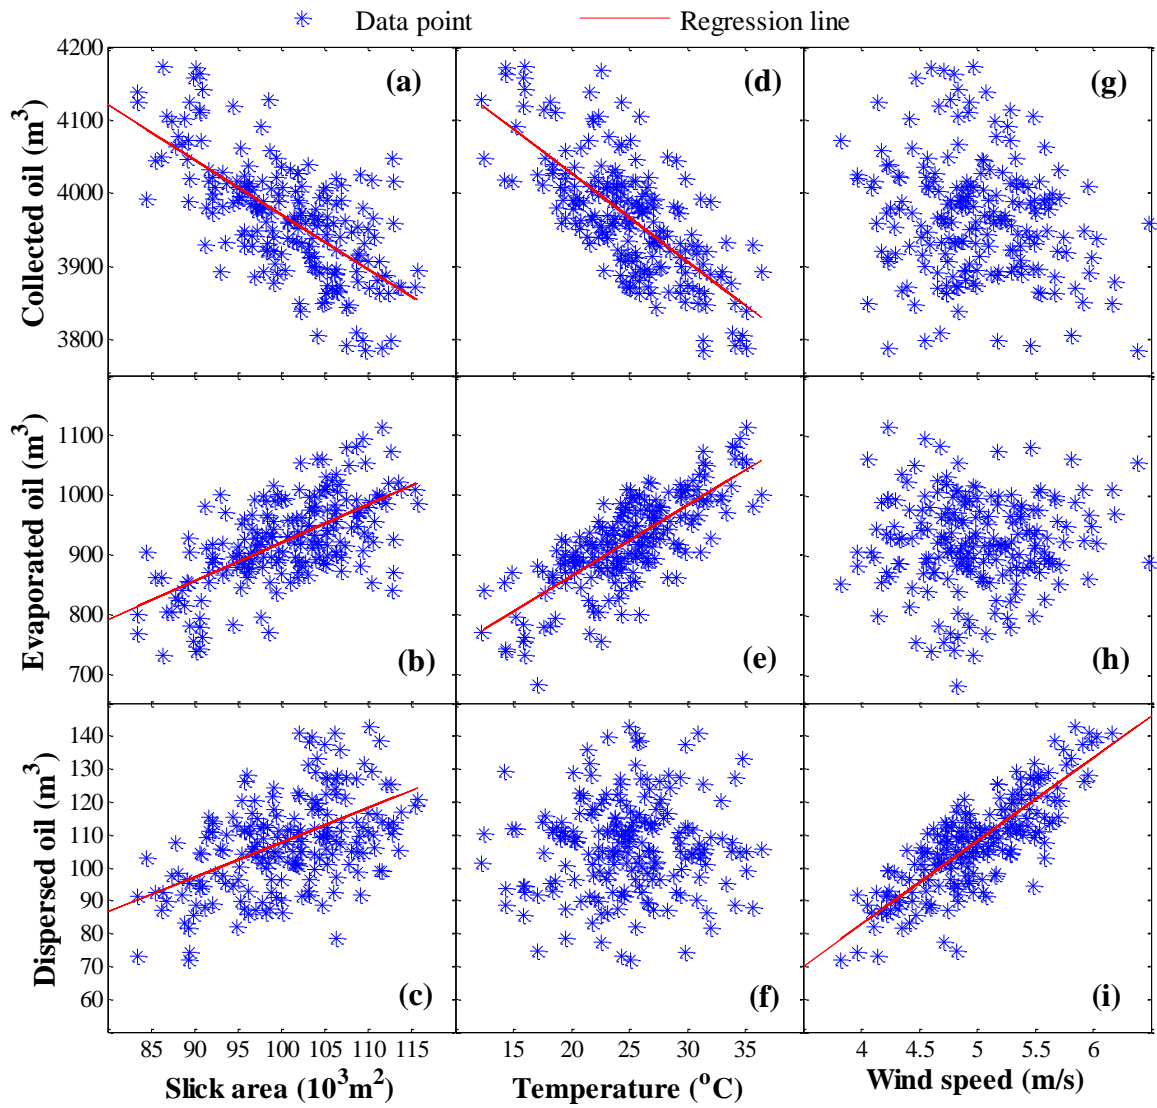 Data point Regression line
4200
4100
4000
3900
3800
Collected oil (m³)
(a)
(d)
(g)
1100
1000
900
800
700
Evaporated oil (m³)
(b)
(e)
(h)
140
130
120
110
100
90
80
70
60
Dispersed oil (m³)
(c)
(f)
(i)
85 90 95 100 105 110 115
15 20 25 30 35
4 4.5 5 5.5 6
Slick area (10³m²)
Temperature (°C)
Wind speed (m/s)